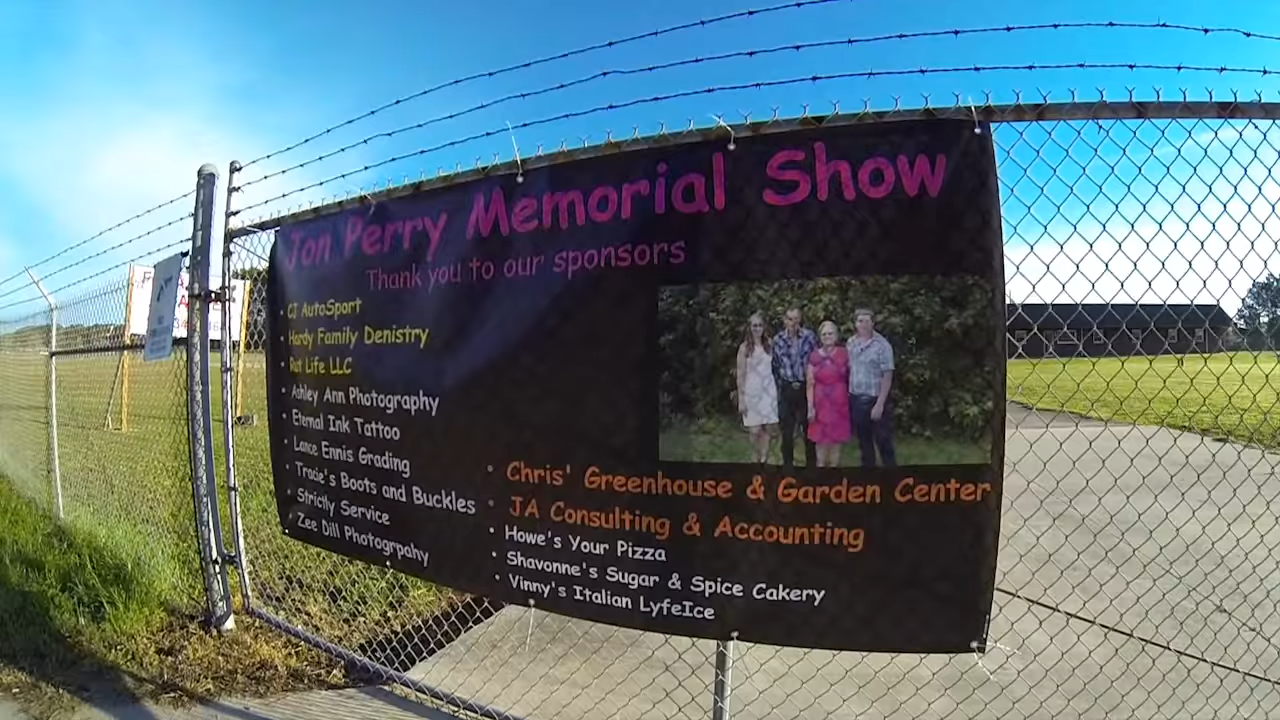 Jon Perry Memorial Show
Thank you to our sponsors
• CJ AutoSport
• Hardy Family Denistry
• Rut Life LLC
• Ashley Ann Photography
• Eternal Ink Tattoo
• Lance Ennis Grading
• Tracie's Boots and Buckles
• Strictly Service
• Zee Dill Photogrpahy
• Chris' Greenhouse & Garden Center
• JA Consulting & Accounting
• Howe's Your Pizza
• Shavonne's Sugar & Spice Cakery
• Vinny's Italian LyfeIce